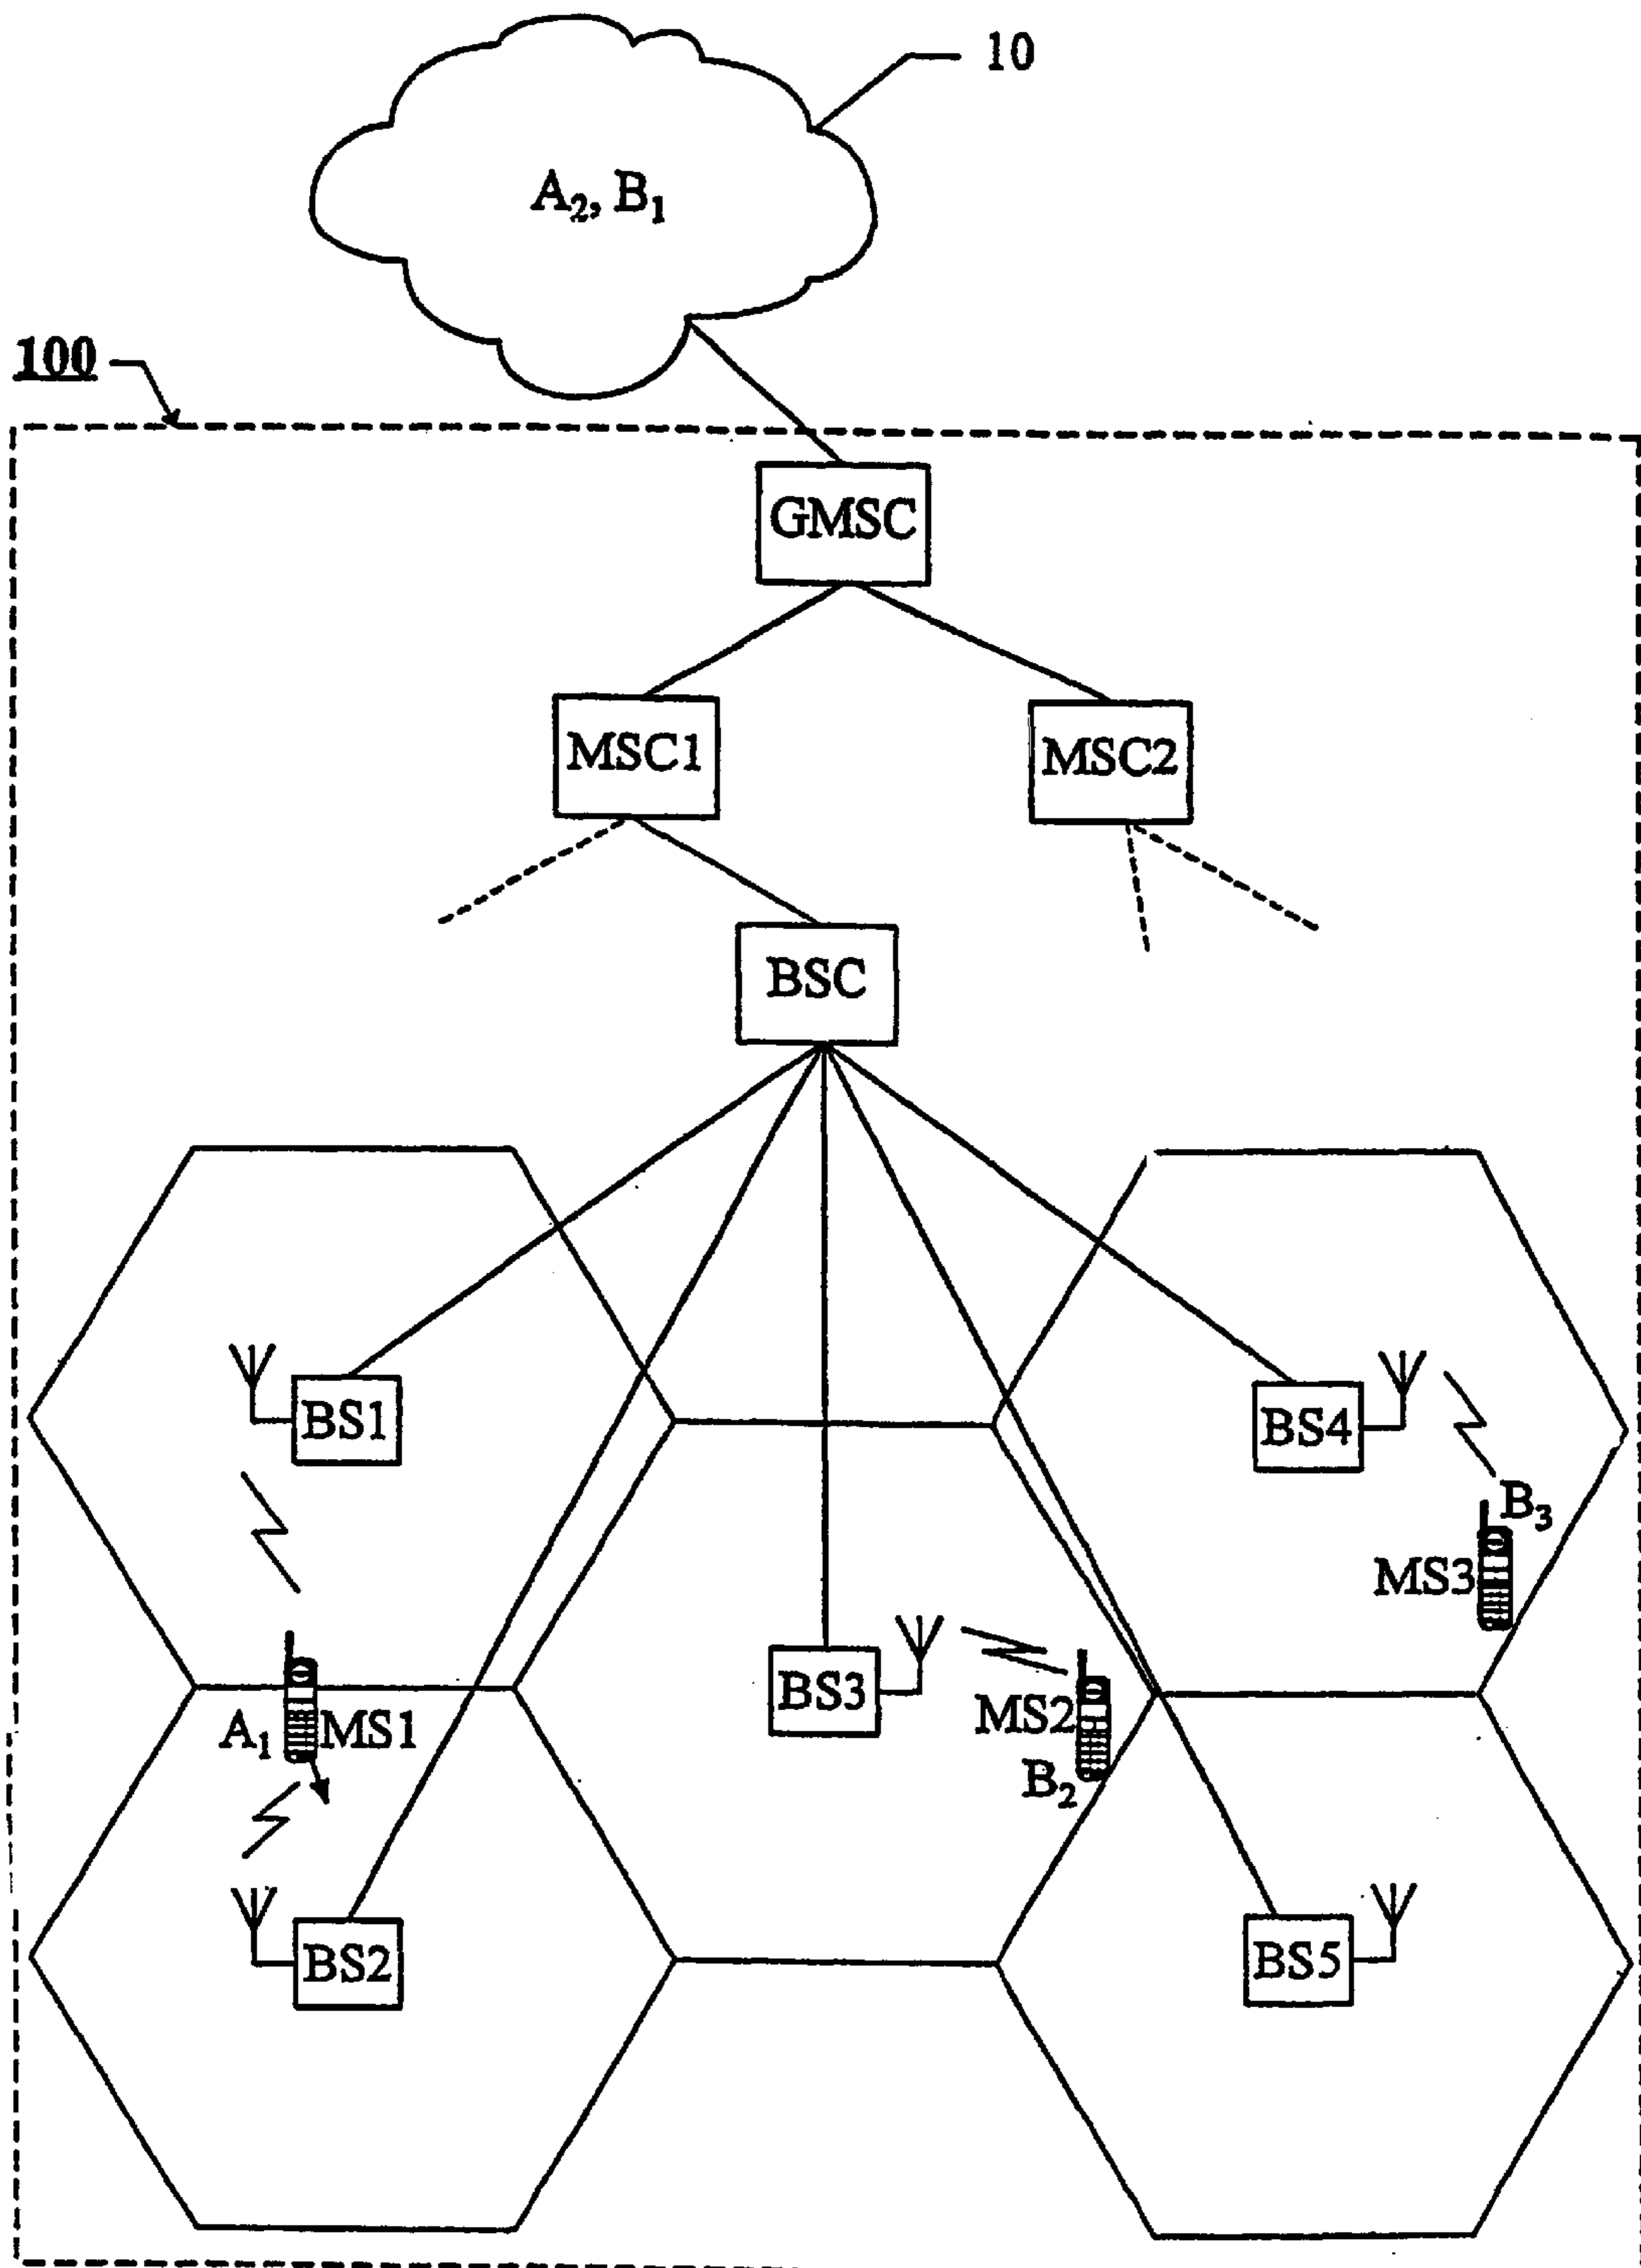 10
A₂, B₁
100
GMSC
MSC1
MSC2
BSC
BS1
BS4
B₃
MS3
BS3
MS2
B₂
A₁
MS1
BS2
BS5